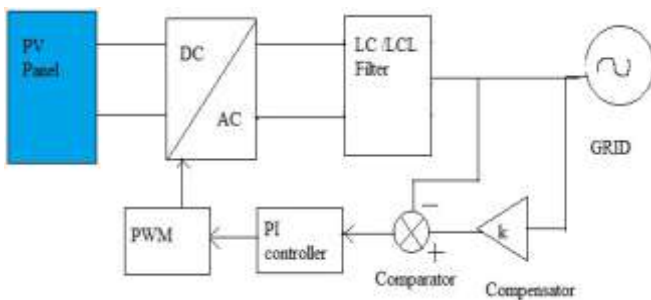 PV
Panel
DC
AC
LC /LCL
Filter
GRID
PWM
PI
controller
−
+
k
Comparator
Compensator